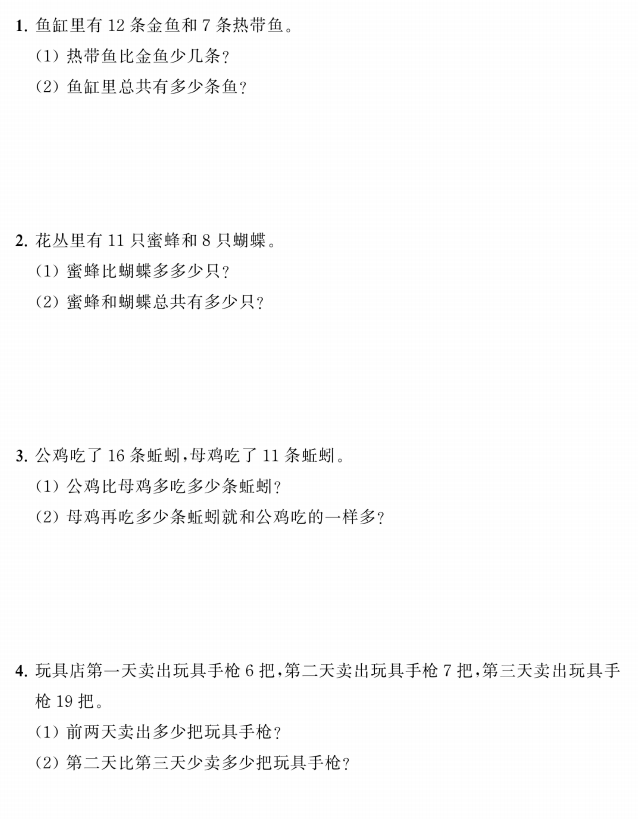 1. 鱼缸里有 12 条金鱼和 7 条热带鱼。
(1) 热带鱼比金鱼少几条?
(2) 鱼缸里总共有多少条鱼?
2. 花丛里有 11 只蜜蜂和 8 只蝴蝶。
(1) 蜜蜂比蝴蝶多多少只?
(2) 蜜蜂和蝴蝶总共有多少只?
3. 公鸡吃了 16 条蚯蚓,母鸡吃了 11 条蚯蚓。
(1) 公鸡比母鸡多吃多少条蚯蚓?
(2) 母鸡再吃多少条蚯蚓就和公鸡吃的一样多?
4. 玩具店第一天卖出玩具手枪 6 把,第二天卖出玩具手枪 7 把,第三天卖出玩具手
枪 19 把。
(1) 前两天卖出多少把玩具手枪?
(2) 第二天比第三天少卖多少把玩具手枪?